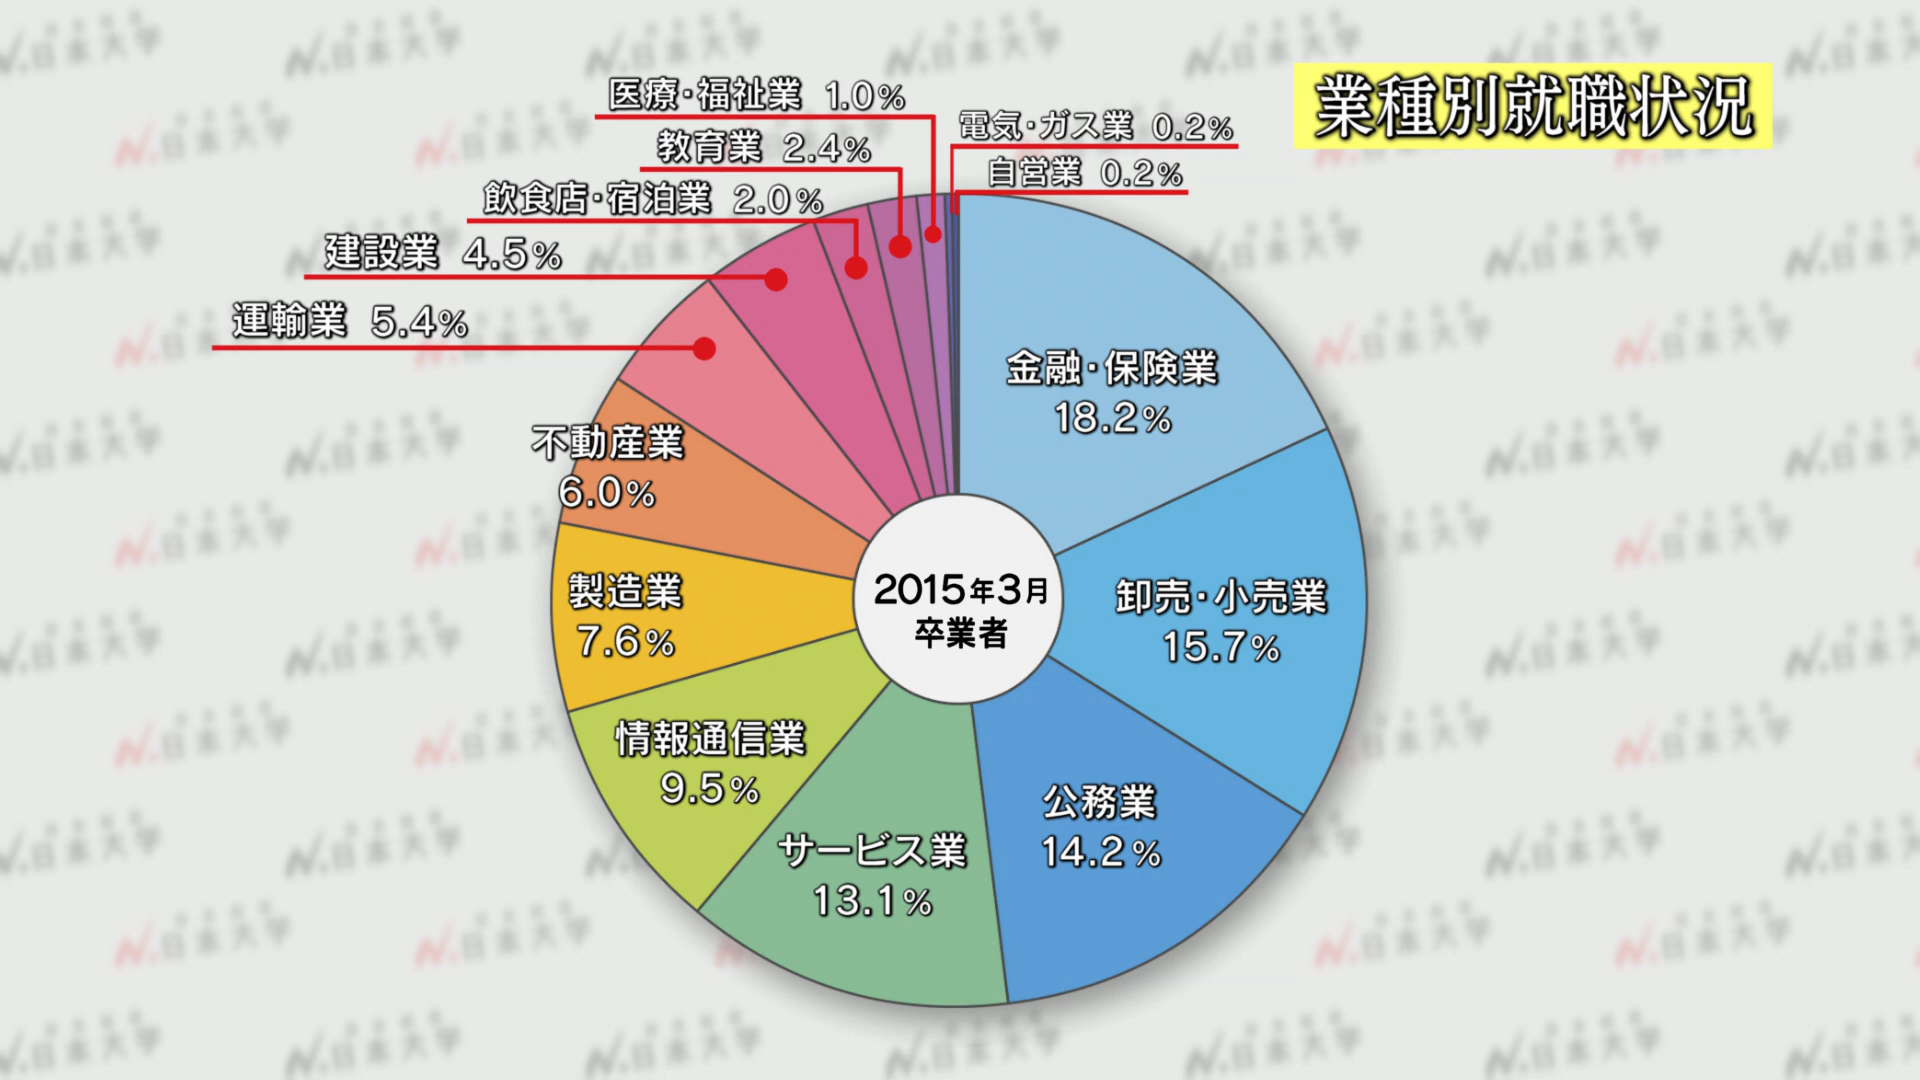 業種別就職状況
医療・福祉業 1.0%
電気・ガス業 0.2%
教育業 2.4%
自営業 0.2%
飲食店・宿泊業 2.0%
建設業 4.5%
運輸業 5.4%
金融・保険業
18.2%
不動産業
6.0%
卸売・小売業
15.7%
製造業
7.6%
2015年3月
卒業者
情報通信業
9.5%
公務業
14.2%
サービス業
13.1%
N.日本大学